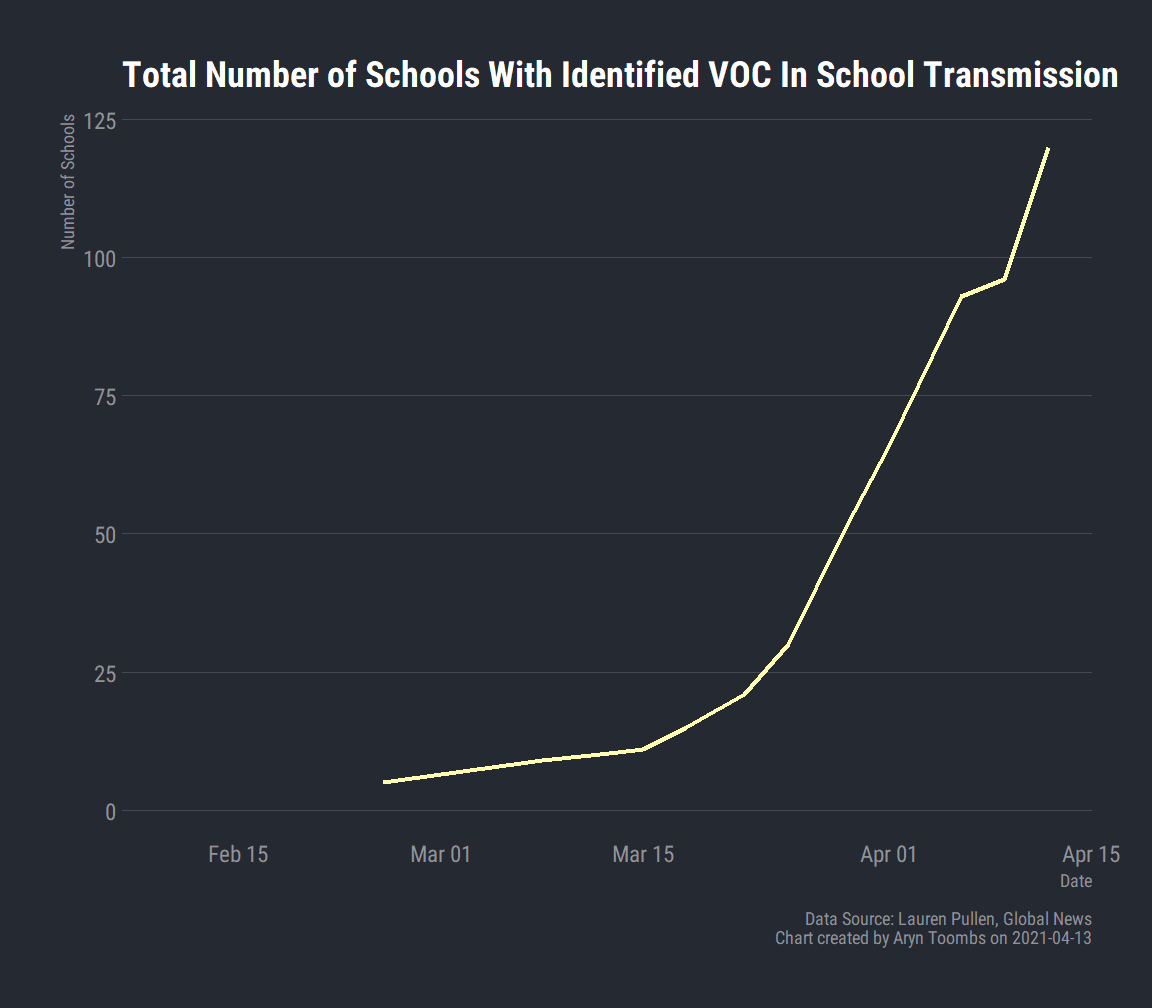 Total Number of Schools With Identified VOC In School Transmission
Number of Schools
125
100
75
50
25
0
Feb 15
Mar 01
Mar 15
Apr 01
Apr 15
Date
Data Source: Lauren Pullen, Global News
Chart created by Aryn Toombs on 2021-04-13